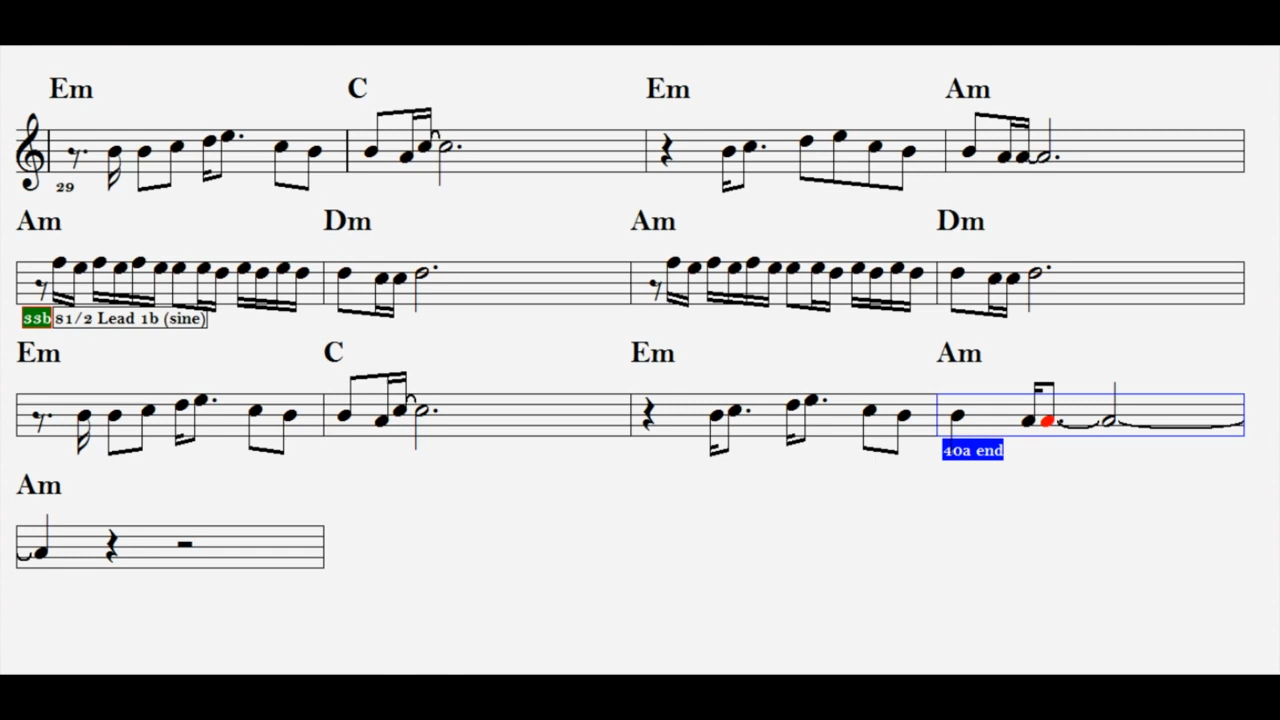 Em C Em Am
29
Am Dm Am Dm
33b 81/2 Lead 1b (sine)
Em C Em Am
40a end
Am